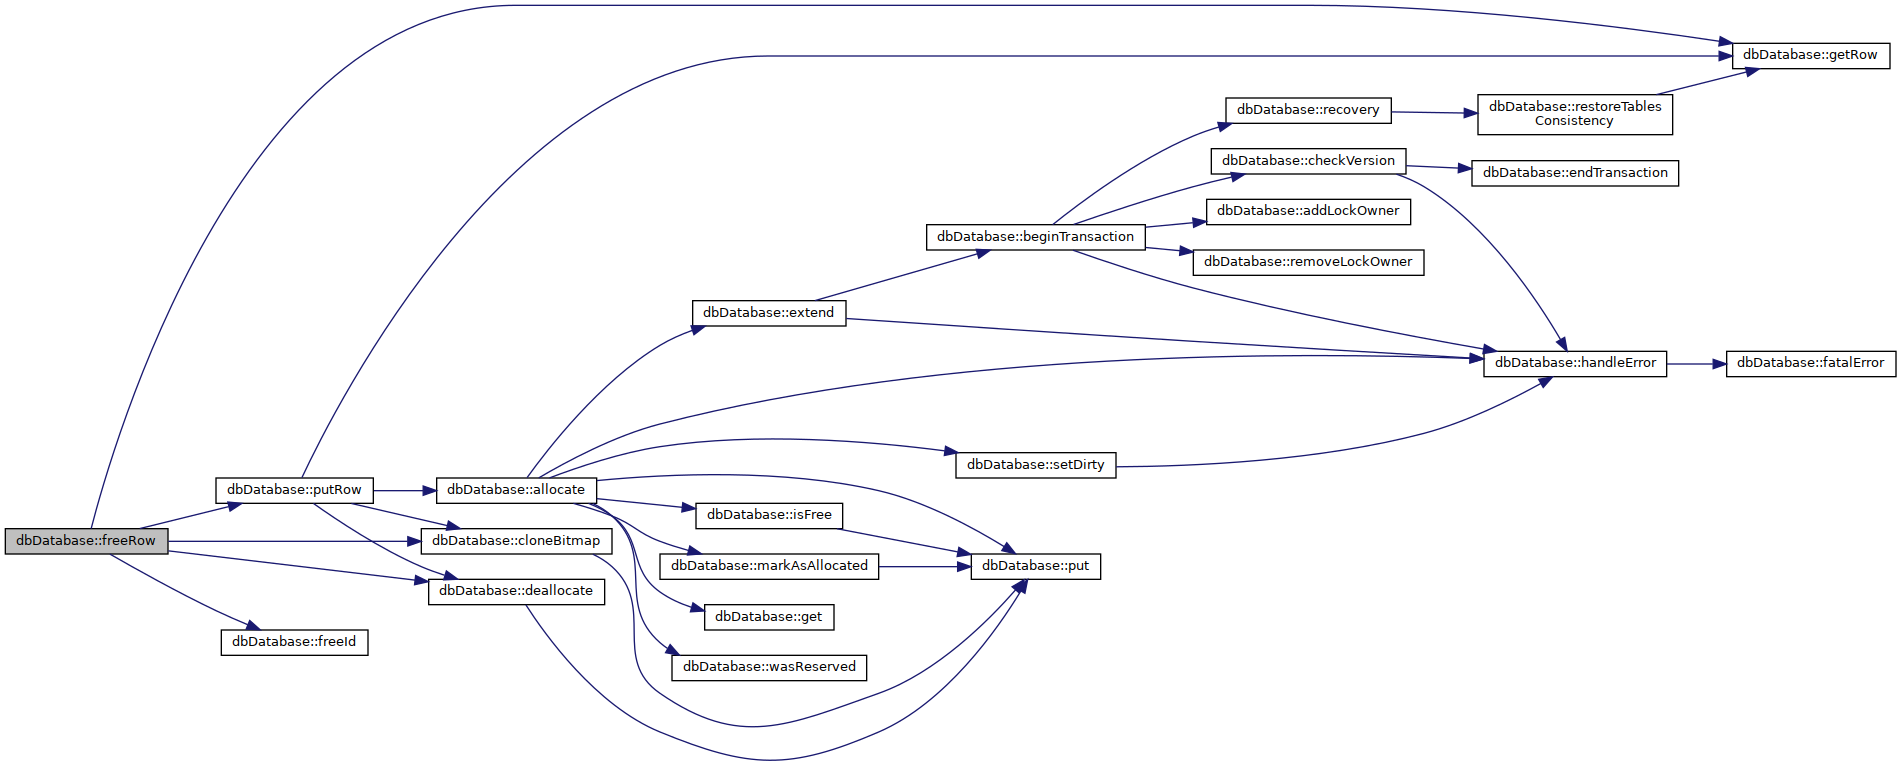 dbDatabase::getRow
dbDatabase::recovery
dbDatabase::restoreTables
Consistency
dbDatabase::checkVersion
dbDatabase::endTransaction
dbDatabase::addLockOwner
dbDatabase::beginTransaction
dbDatabase::removeLockOwner
dbDatabase::extend
dbDatabase::handleError
dbDatabase::fatalError
dbDatabase::setDirty
dbDatabase::putRow
dbDatabase::allocate
dbDatabase::isFree
dbDatabase::freeRow
dbDatabase::cloneBitmap
dbDatabase::markAsAllocated
dbDatabase::put
dbDatabase::deallocate
dbDatabase::get
dbDatabase::freeId
dbDatabase::wasReserved